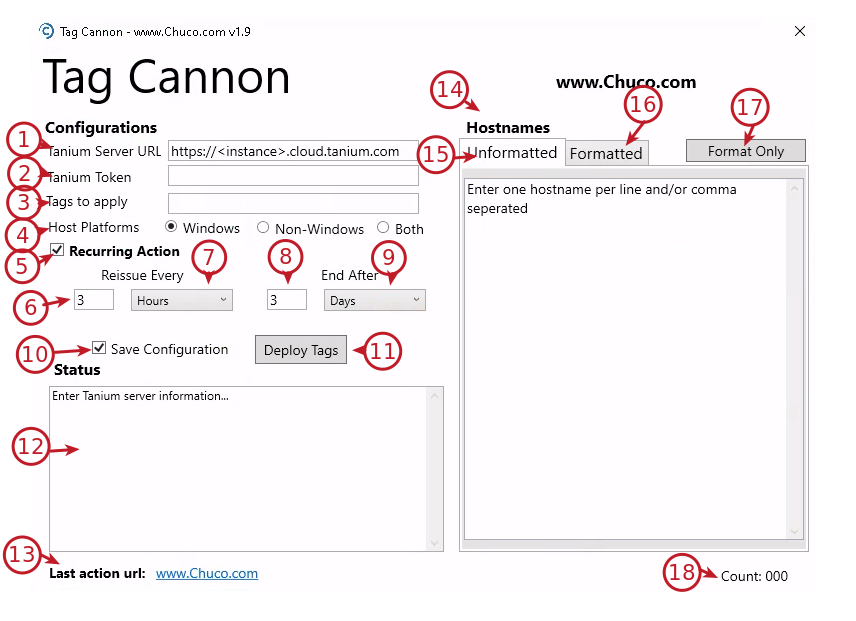 Tag Cannon - www.Chuco.com v1.9
Tag Cannon
www.Chuco.com
14
16
17
Configurations
Hostnames
1
Tanium Server URL
https://<instance>.cloud.tanium.com
15
Unformatted
Formatted
Format Only
2
Tanium Token
3
Tags to apply
Enter one hostname per line and/or comma
seperated
4
Host Platforms
Windows
Non-Windows
Both
5
Recurring Action
7
8
9
Reissue Every
End After
6
3
Hours
3
Days
10
Save Configuration
Deploy Tags
11
Status
Enter Tanium server information...
12
13
Last action url: www.Chuco.com
18
Count: 000